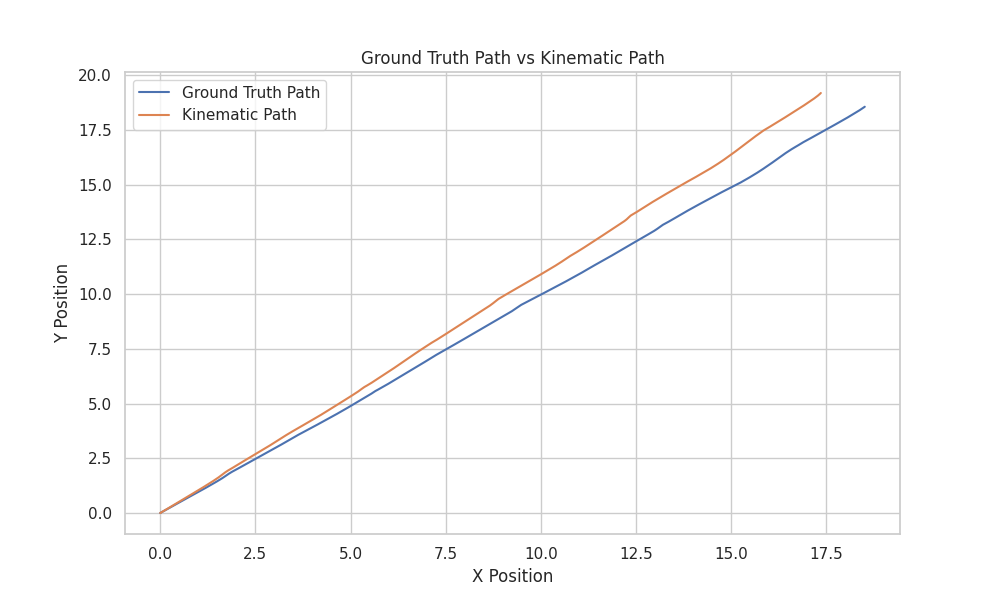 Ground Truth Path vs Kinematic Path
Ground Truth Path
Kinematic Path
20.0
17.5
15.0
12.5
10.0
7.5
5.0
2.5
0.0
Y Position
0.0 2.5 5.0 7.5 10.0 12.5 15.0 17.5
X Position